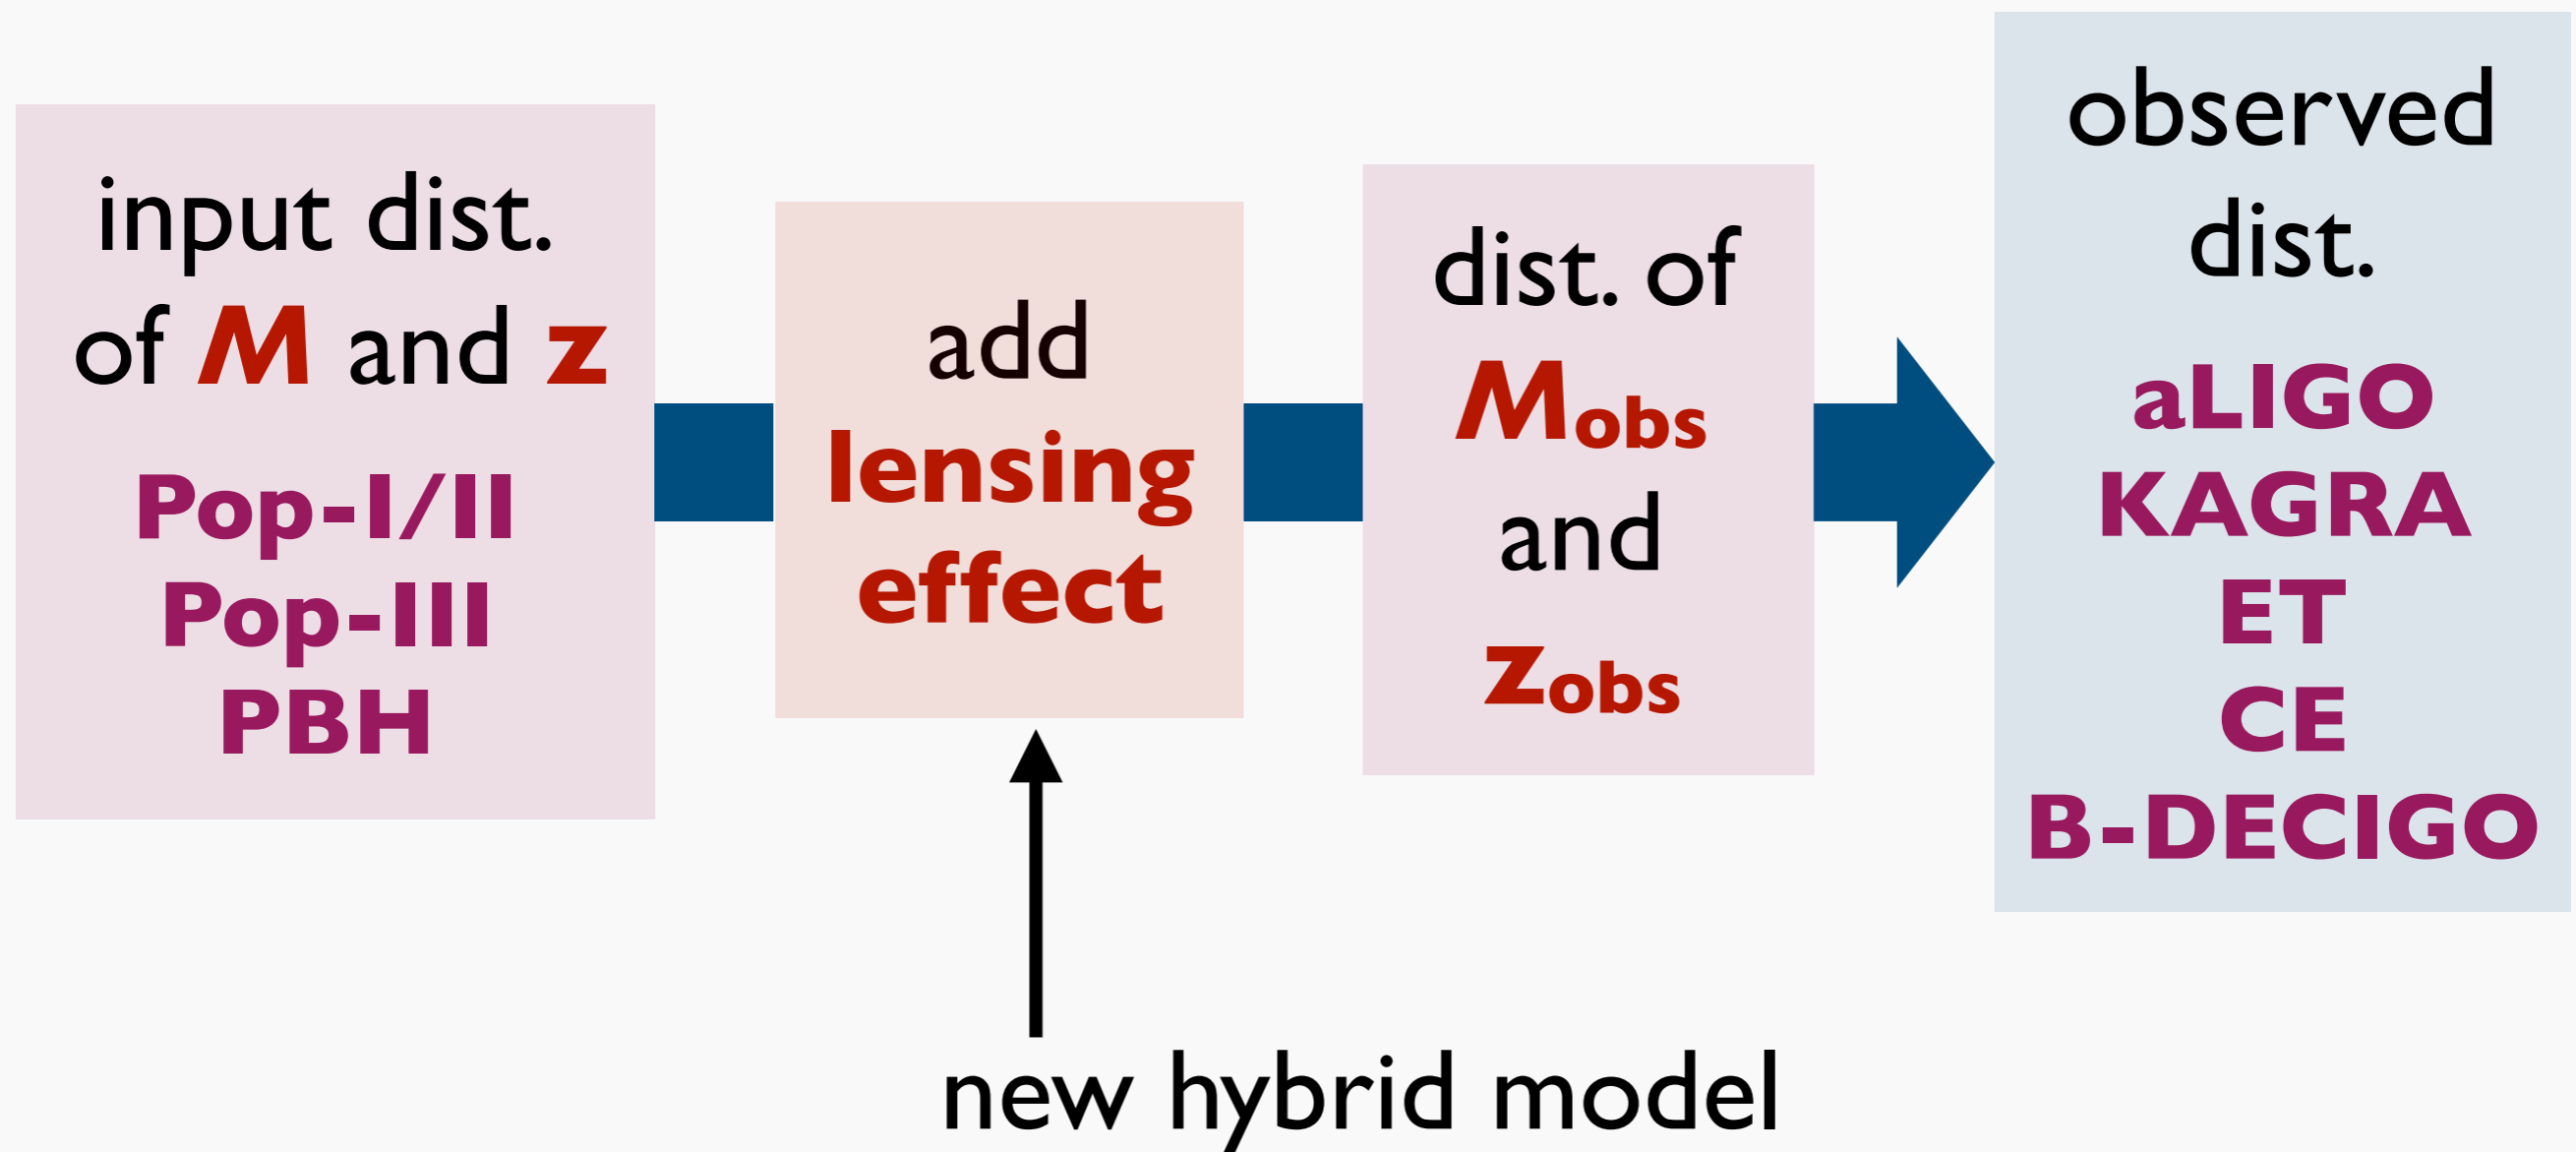 input dist.
of M and z
Pop-I/II
Pop-III
PBH
add
lensing
effect
dist. of
Mobs
and
zobs
observed
dist.
aLIGO
KAGRA
ET
CE
B-DECIGO
new hybrid model